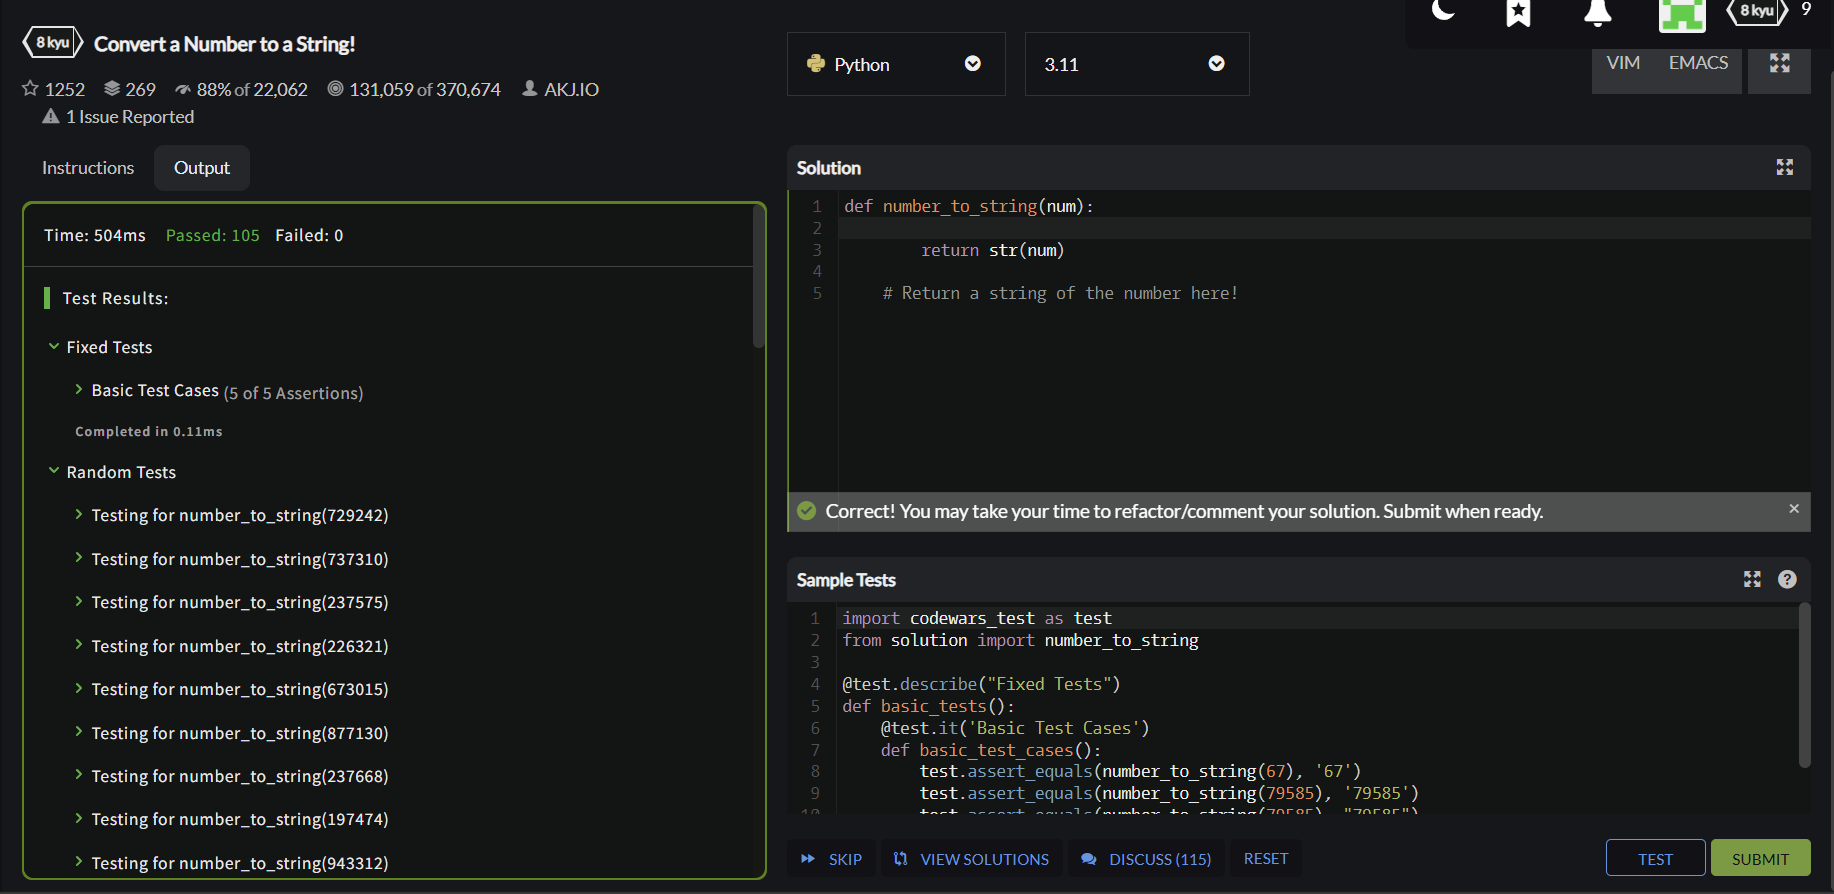 8 kyu Convert a Number to a String!
1252 269 88% of 22,062 131,059 of 370,674 AKJ.IO
1 Issue Reported
Instructions Output
Time: 504ms Passed: 105 Failed: 0
Test Results:
Fixed Tests
Basic Test Cases (5 of 5 Assertions)
Completed in 0.11ms
Random Tests
Testing for number_to_string(729242)
Testing for number_to_string(737310)
Testing for number_to_string(237575)
Testing for number_to_string(226321)
Testing for number_to_string(673015)
Testing for number_to_string(877130)
Testing for number_to_string(237668)
Testing for number_to_string(197474)
Testing for number_to_string(943312)
8 kyu 9
Python 3.11 VIM EMACS
Solution
1 def number_to_string(num):
2
3 return str(num)
4
5 # Return a string of the number here!
Correct! You may take your time to refactor/comment your solution. Submit when ready. ×
Sample Tests ?
1 import codewars_test as test
2 from solution import number_to_string
3
4 @test.describe("Fixed Tests")
5 def basic_tests():
6 @test.it('Basic Test Cases')
7 def basic_test_cases():
8 test.assert_equals(number_to_string(67), '67')
9 test.assert_equals(number_to_string(79585), '79585')
10 test.assert_equals(number_to_string(79585), "79585")
SKIP VIEW SOLUTIONS DISCUSS (115) RESET TEST SUBMIT